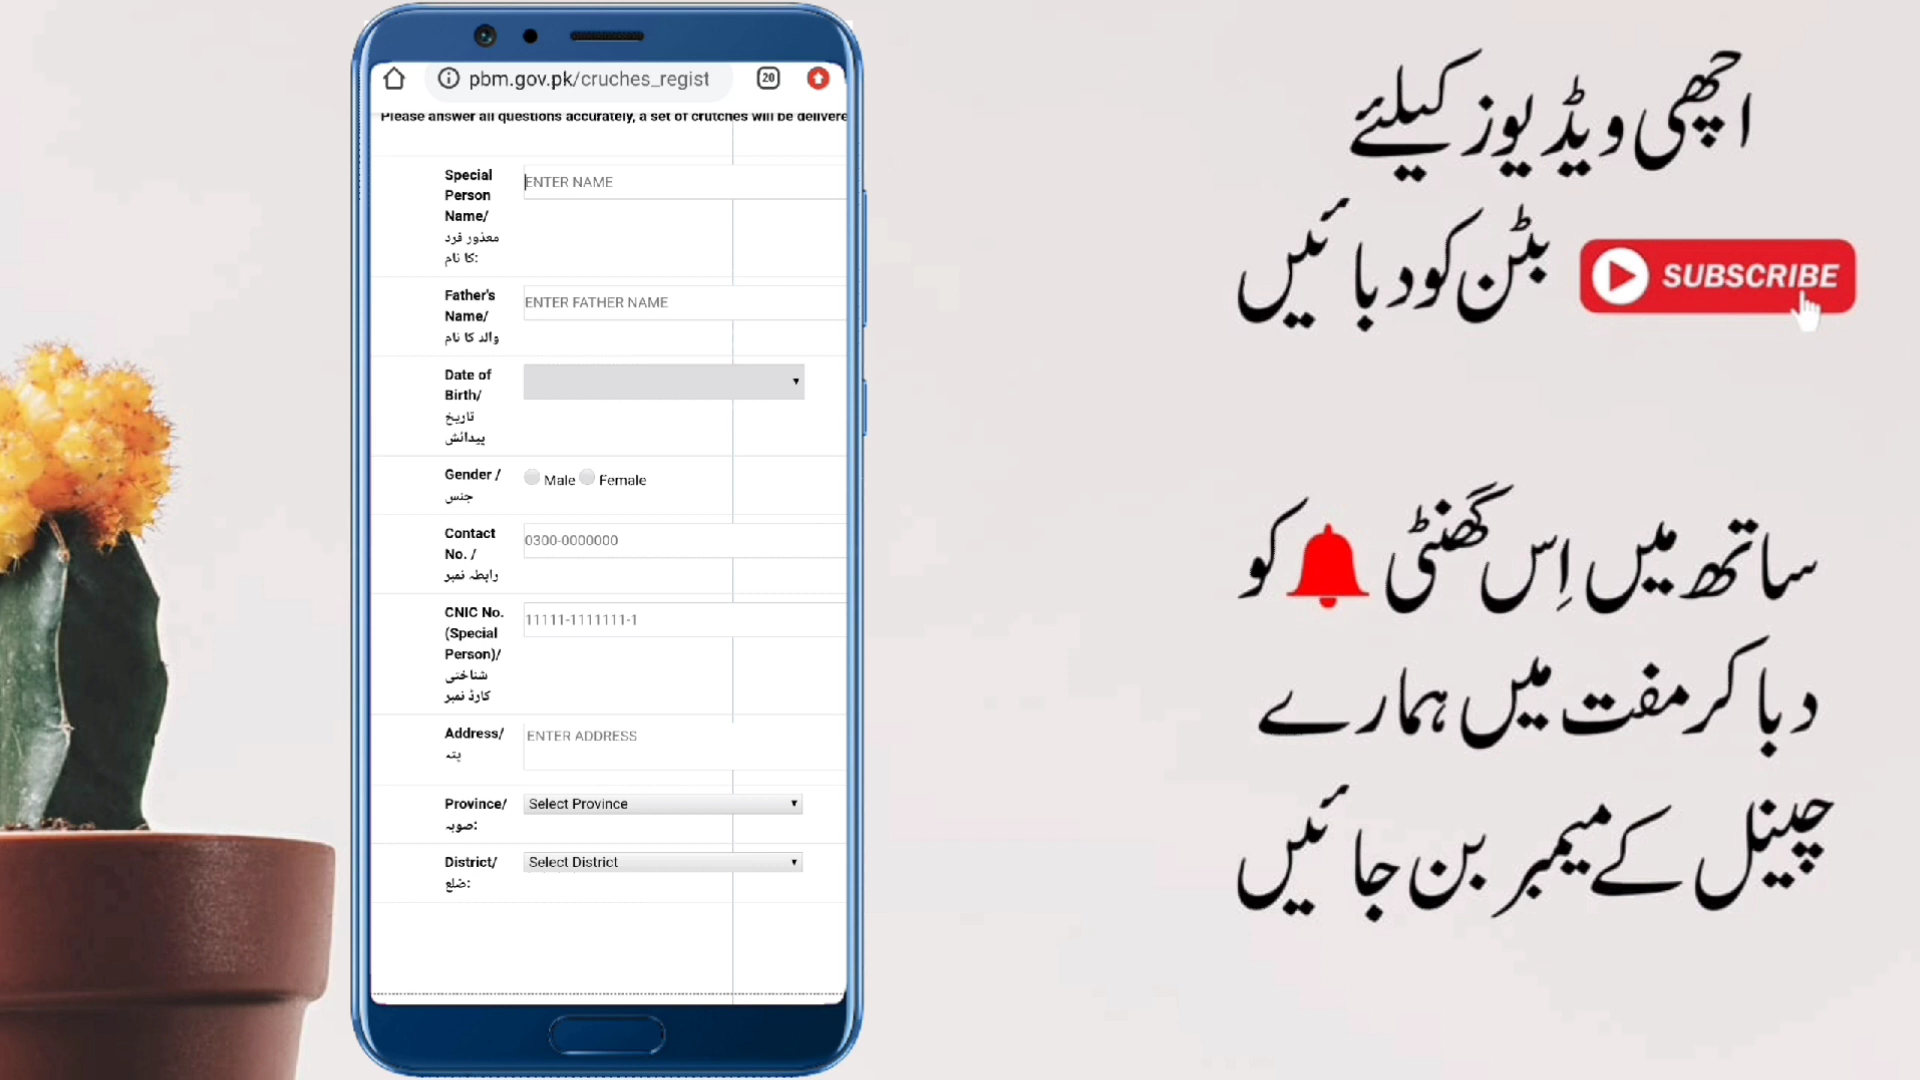 20
pbm.gov.pk/cruches_regist
Please answer all questions accurately, a set of crutches will be delivere
Special
Person
Name/
معذور فرد
کا نام:
ENTER NAME
Father's
Name/
والد کا نام
ENTER FATHER NAME
Date of
Birth/
تاریخ
پیدائش
Gender /
جنس
Male Female
Contact
No. /
رابطہ نمبر
0300-0000000
CNIC No.
(Special
Person)/
شناختی
کارڈ نمبر
11111-1111111-1
Address/
پتہ
ENTER ADDRESS
Province/
صوبہ:
Select Province
District/
ضلع:
Select District
اچھی ویڈیوز کیلئے
SUBSCRIBE بٹن کو دبائیں
ساتھ میں اِس گھنٹی کو
دبا کر مفت میں ہمارے
چینل کے میمبر بن جائیں